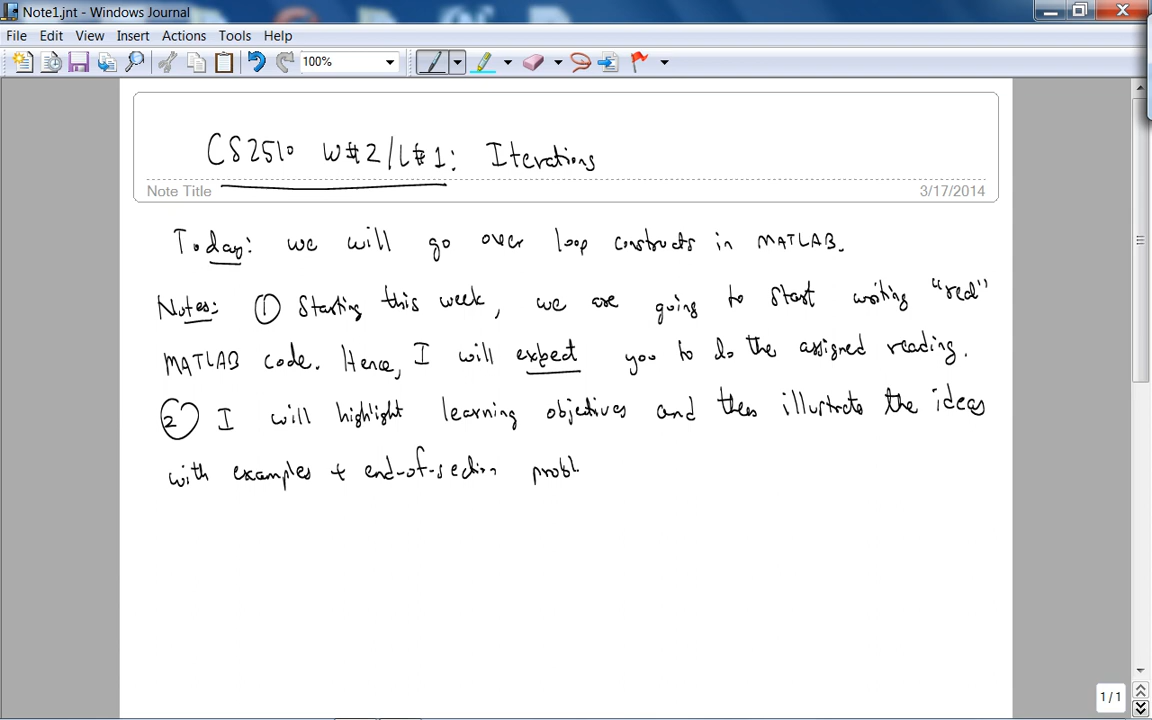 Note1.jnt - Windows Journal
File Edit View Insert Actions Tools Help
100%
CS2510 W#2/L#1: Iterations
Note Title
3/17/2014
Today: we will go over loop constructs in MATLAB.
Notes: ① Starting this week, we are going to start writing "real"
MATLAB code. Hence, I will expect you to do the assigned reading.
② I will highlight learning objectives and then illustrate the ideas
with examples + end-of-section probl
1/1